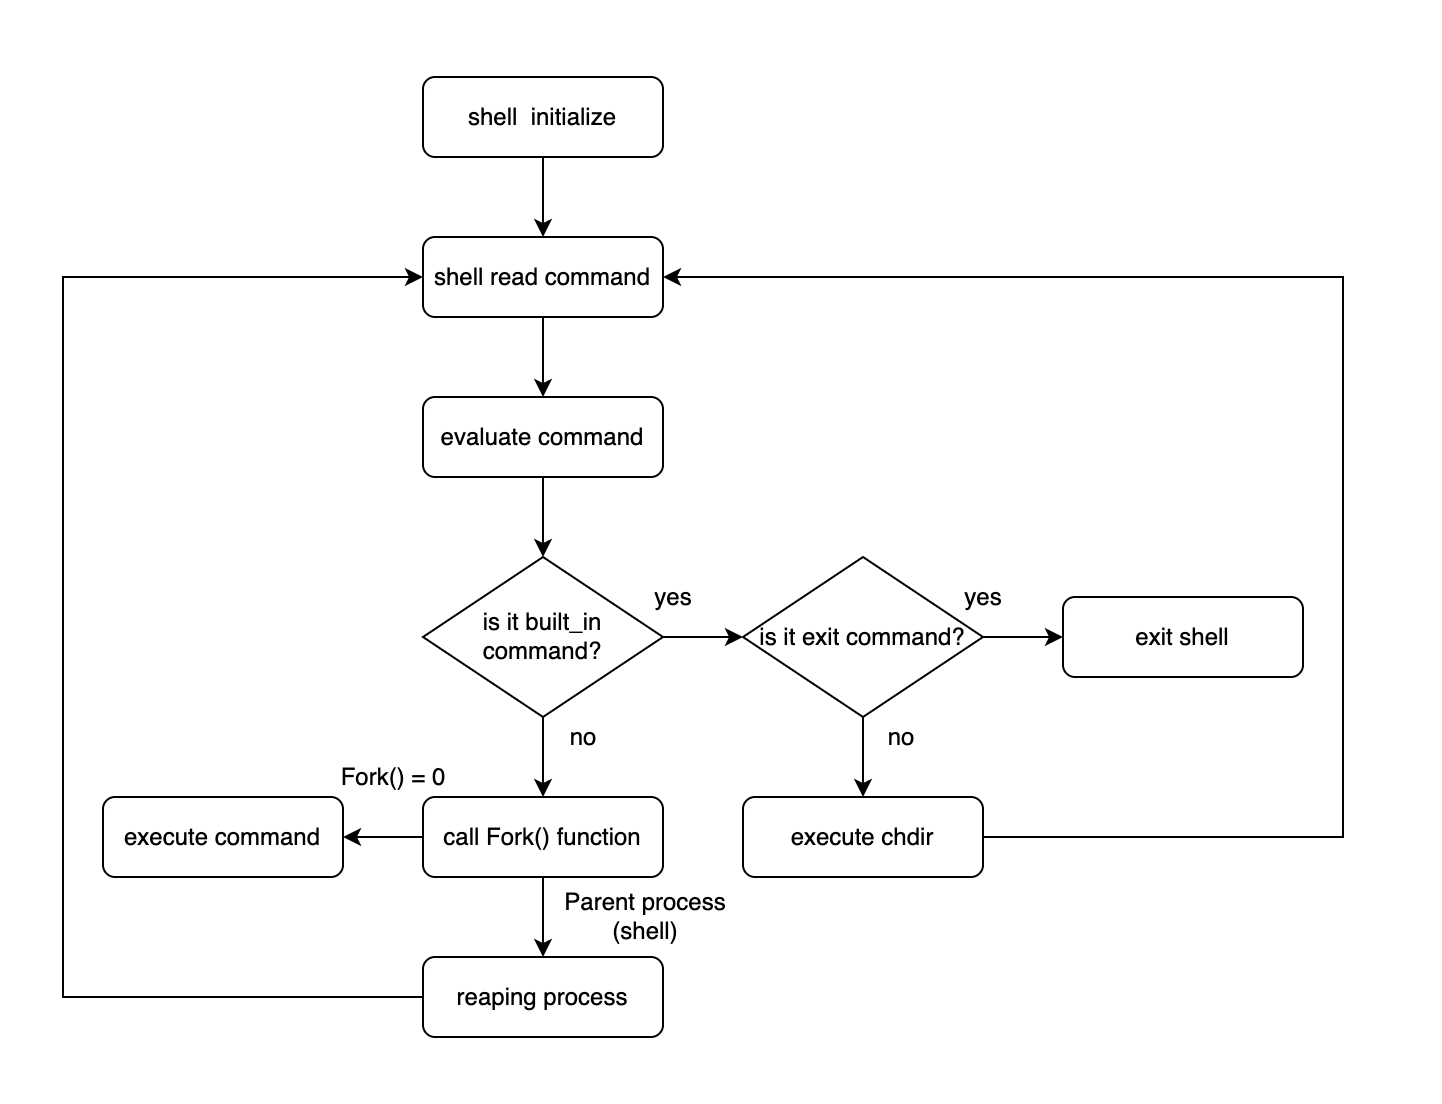 shell  initialize
shell read command
evaluate command
is it built_in
command?
yes
is it exit command?
yes
exit shell
no
no
Fork() = 0
execute command
call Fork() function
execute chdir
Parent process
(shell)
reaping process